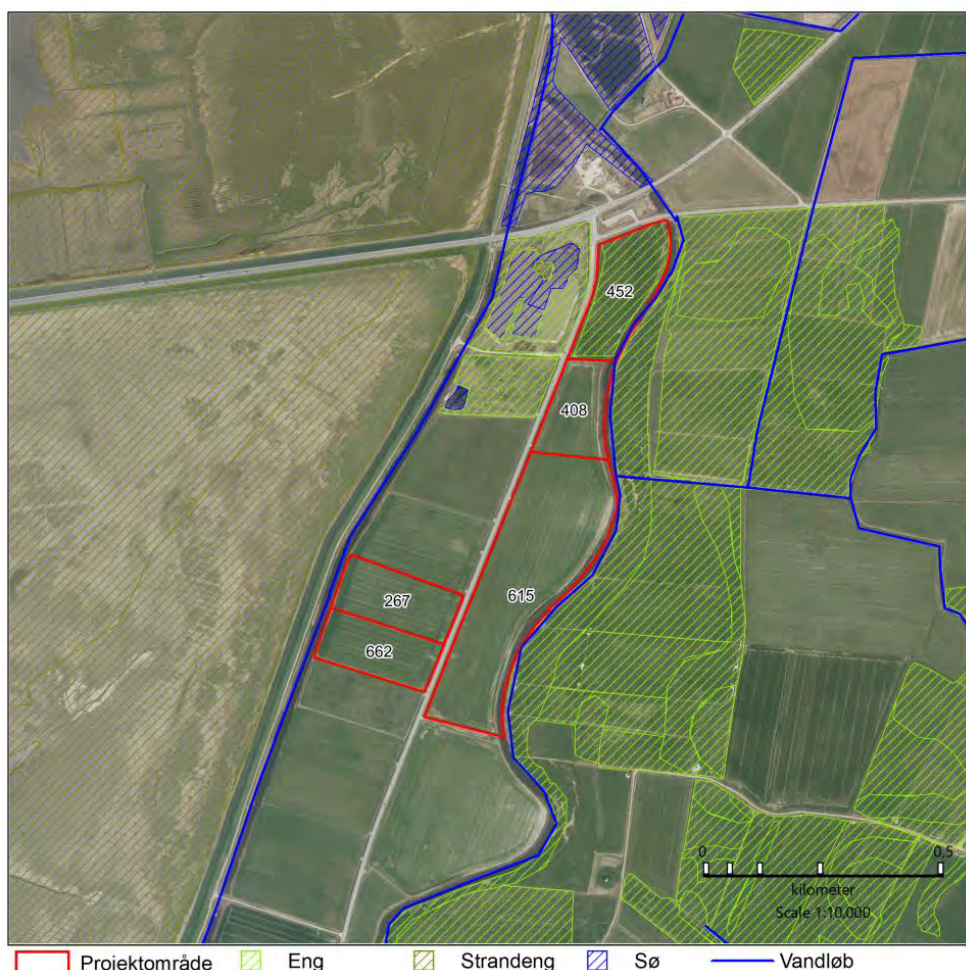 452
408
615
267
662
0 0,5
kilometer
Scale 1:10.000
Projektområde Eng Strandeng Sø Vandløb